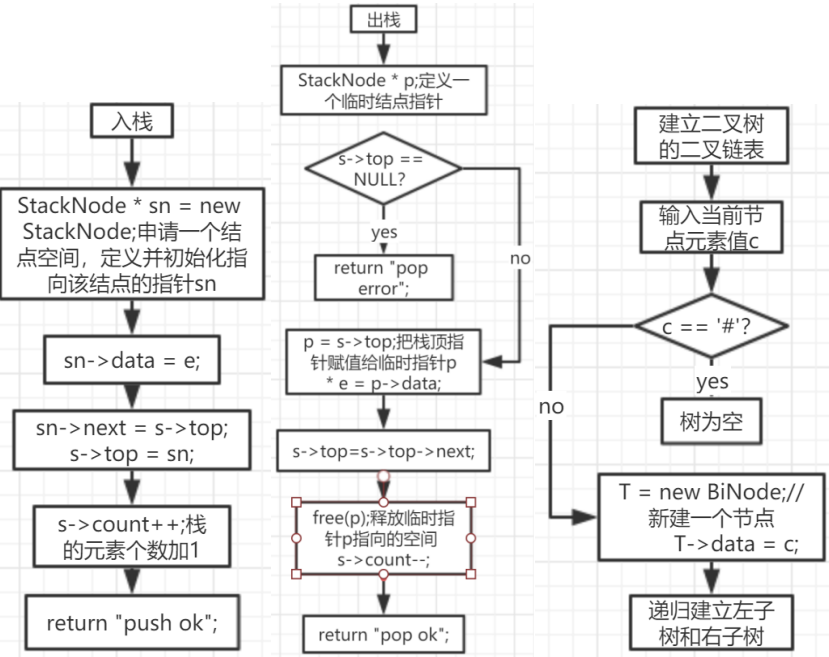 入栈
StackNode * sn = new
StackNode;申请一个结
点空间，定义并初始化指
向该结点的指针sn
sn->data = e;
sn->next = s->top;
s->top = sn;
s->count++;栈
的元素个数加1
return "push ok";
出栈
StackNode * p;定义一
个临时结点指针
s->top ==
NULL?
yes
no
return "pop
error";
p = s->top;把栈顶指
针赋值给临时指针p
* e = p->data;
s->top=s->top->next;
free(p);释放临时指
针p指向的空间
s->count--;
return "pop ok";
建立二叉树
的二叉链表
输入当前节
点元素值c
c == '#'?
yes
no
树为空
T = new BiNode;//
新建一个节点
T->data = c;
递归建立左子
树和右子树